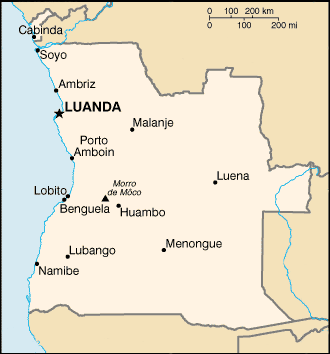 0 100 200 km
0 100 200 mi
Cabinda
Soyo
Ambriz
LUANDA
Malanje
Porto
Amboin
Luena
Morro
de Môco
Lobito
Benguela
Huambo
Lubango
Menongue
Namibe